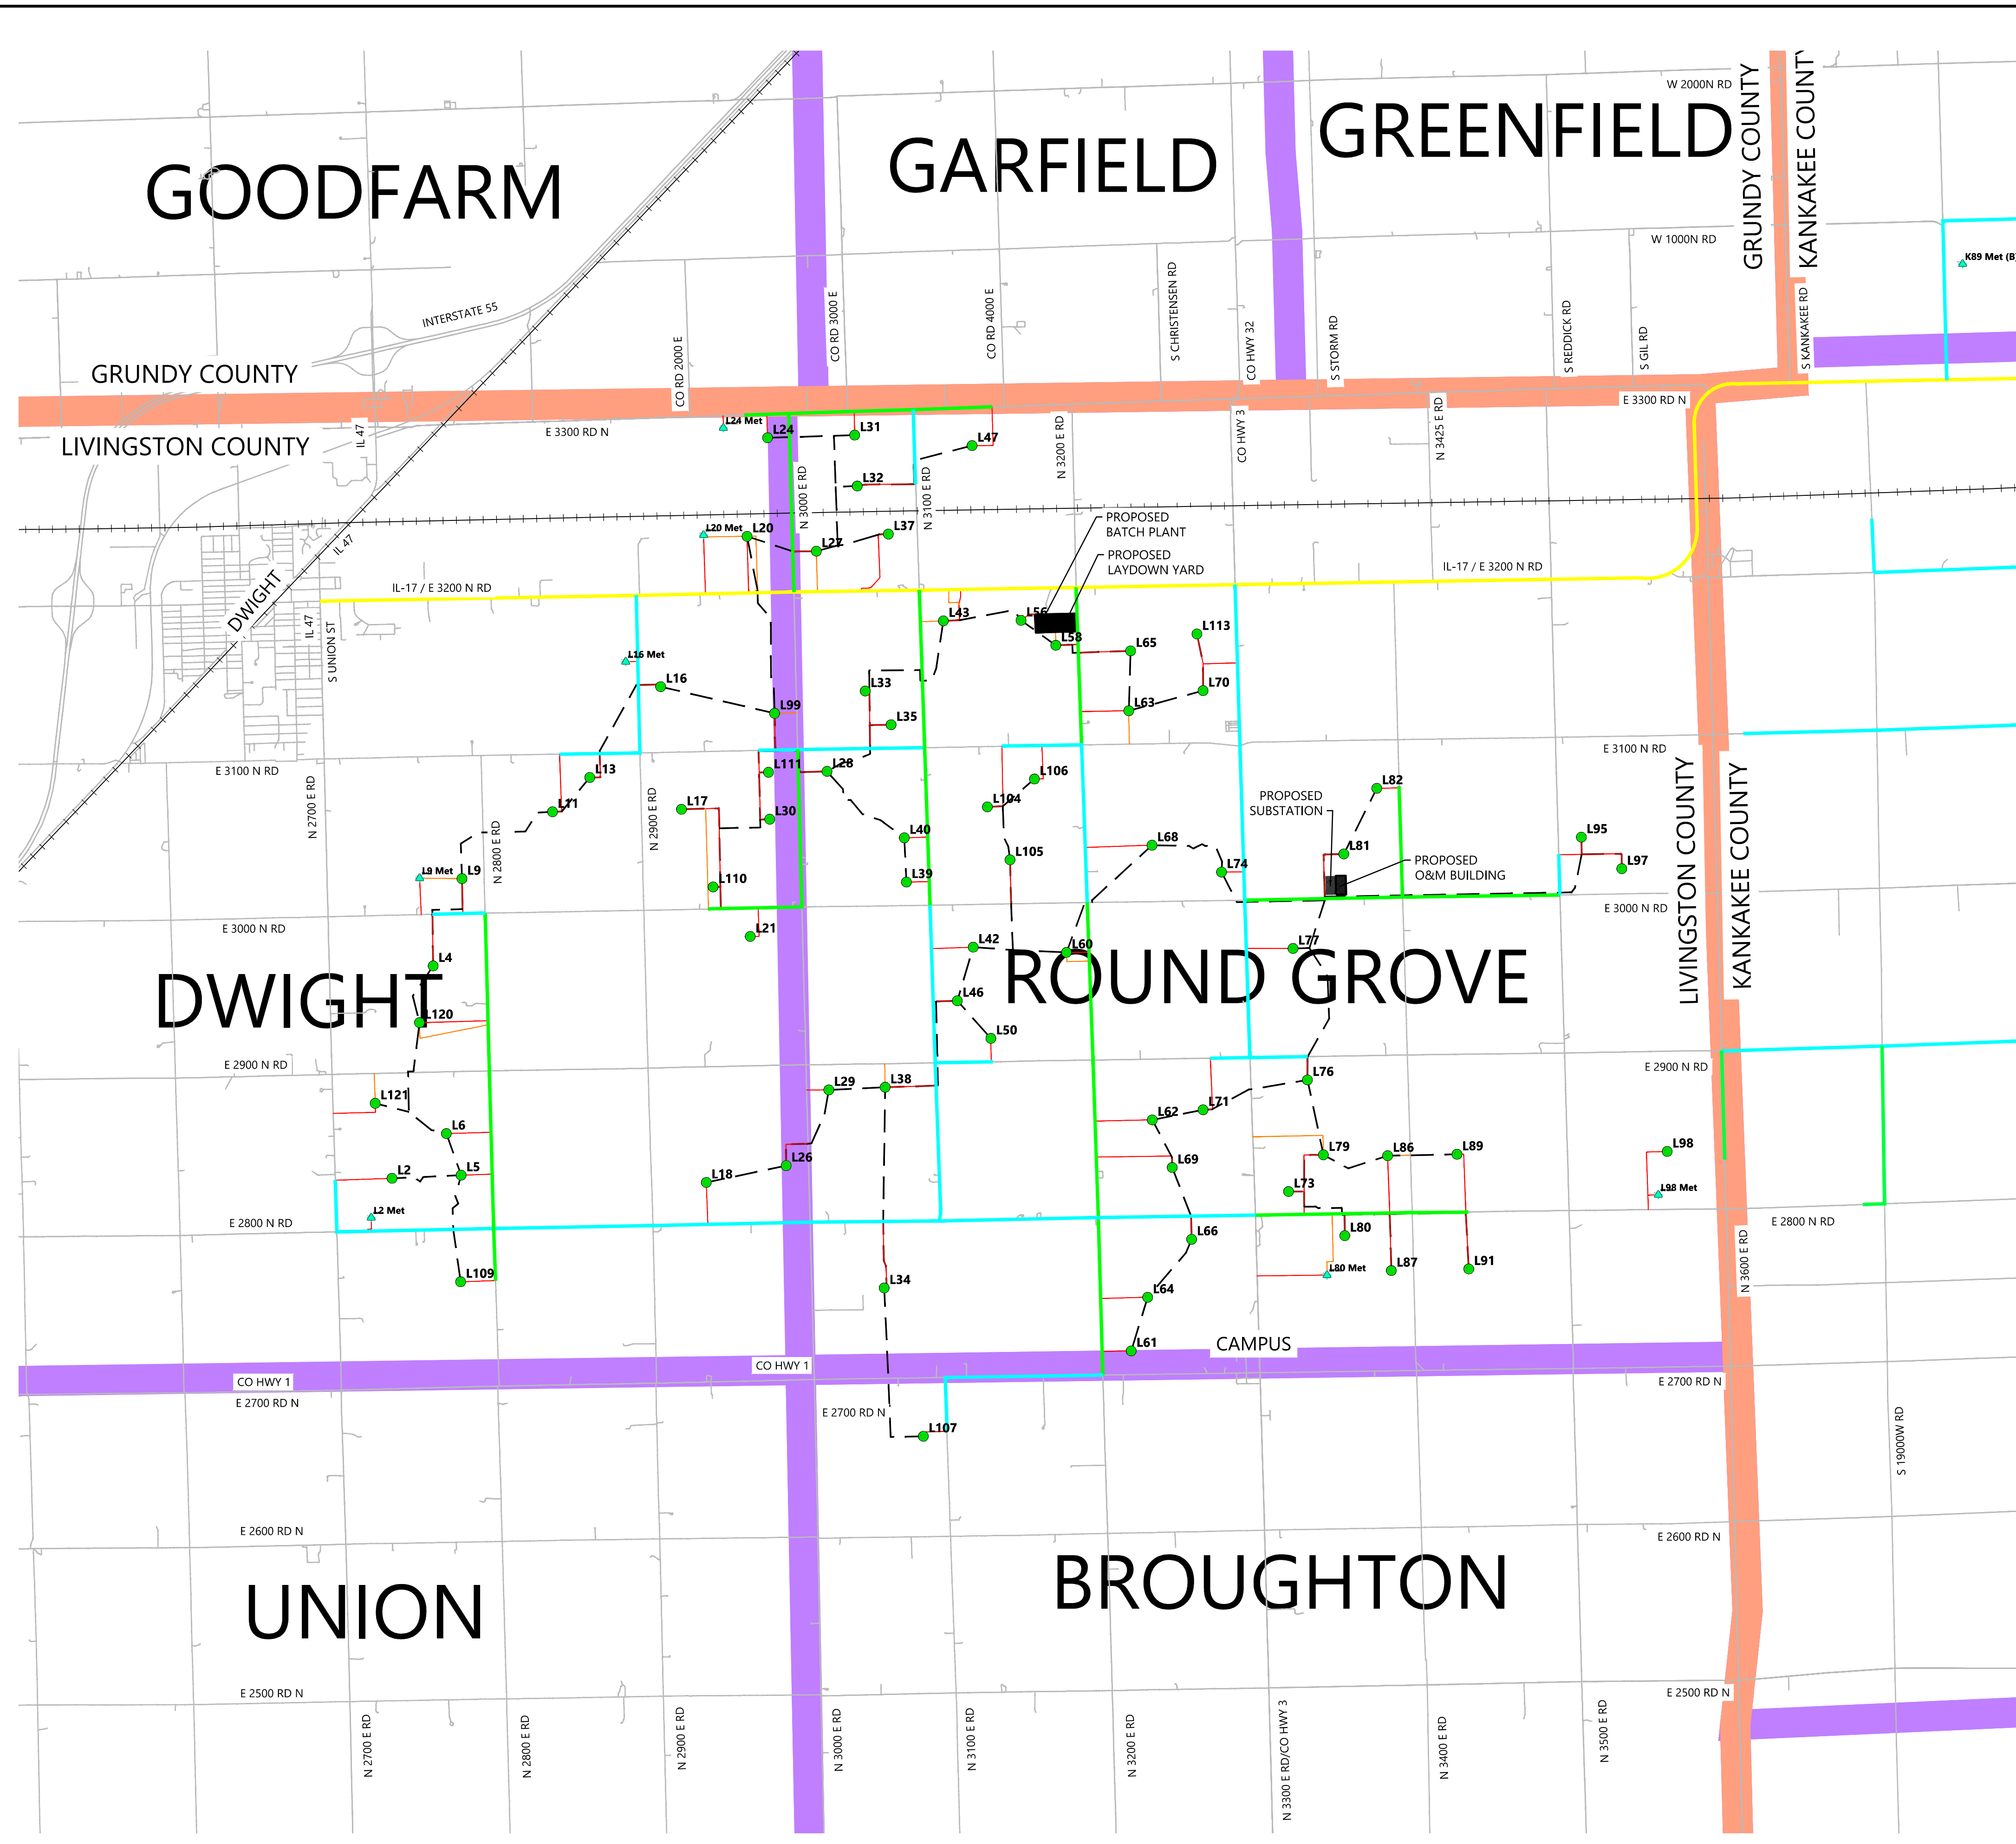 W 2000N RD
GRUNDY COUNTY
KANKAKEE COUNTY
GREENFIELD
GARFIELD
GOODFARM
W 1000N RD
K89 Met (B
INTERSTATE 55
CO RD 2000 E
CO RD 3000 E
CO RD 4000 E
S CHRISTENSEN RD
CO HWY 32
S STORM RD
S REDDICK RD
S GIL RD
S KANKAKEE RD
GRUNDY COUNTY
LIVINGSTON COUNTY
IL 47
E 3300 RD N
E 3300 RD N
L24 Met
L24
L31
L47
N 3200 E RD
CO HWY 3
N 3425 E RD
L32
N 3000 E RD
N 3100 E RD
L20 Met
L20
L27
L37
PROPOSED
BATCH PLANT
PROPOSED
LAYDOWN YARD
IL 47
DWIGHT
IL-17 / E 3200 N RD
IL-17 / E 3200 N RD
IL 47
S UNION ST
L43
L56
L58
L65
L113
L16 Met
L16
L33
L70
L99
L35
L63
E 3100 N RD
E 3100 N RD
L13
L111
L28
L106
L82
L11
L17
L30
L104
PROPOSED
SUBSTATION
N 2700 E RD
N 2800 E RD
N 2900 E RD
L40
L68
L81
L95
L105
L74
PROPOSED
O&M BUILDING
L97
L9 Met
L9
L110
L39
LIVINGSTON COUNTY
KANKAKEE COUNTY
E 3000 N RD
E 3000 N RD
L21
L42
L60
L77
L4
DWIGHT
ROUND GROVE
L46
L120
L50
E 2900 N RD
E 2900 N RD
L76
L121
L29
L38
L62
L71
L6
L2
L5
L18
L26
L69
L79
L86
L89
L98
L73
L98 Met
L2 Met
E 2800 N RD
E 2800 N RD
L66
L80
L109
L34
L80 Met
L87
L91
L64
N 3600 E RD
L61
CAMPUS
CO HWY 1
CO HWY 1
E 2700 RD N
E 2700 RD N
E 2700 RD N
L107
S 19000W RD
E 2600 RD N
E 2600 RD N
UNION
BROUGHTON
E 2500 RD N
E 2500 RD N
N 2700 E RD
N 2800 E RD
N 2900 E RD
N 3000 E RD
N 3100 E RD
N 3200 E RD
N 3300 E RD/CO HWY 3
N 3400 E RD
N 3500 E RD